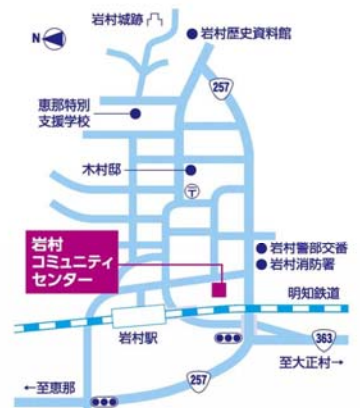 岩村城跡
N
岩村歴史資料館
257
恵那特別
支援学校
木村邸
〒
岩村
コミュニティ
センター
岩村警部交番
岩村消防署
明知鉄道
岩村駅
363
至大正村→
←至恵那
257